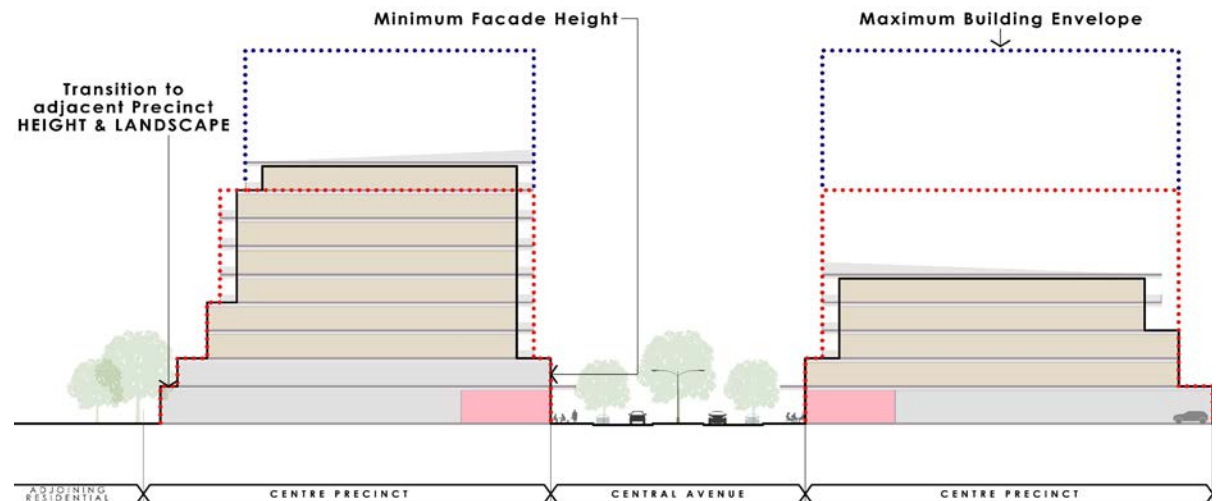 Minimum Facade Height
Maximum Building Envelope
Transition to
adjacent Precinct
HEIGHT & LANDSCAPE
ADJOINING
RESIDENTIAL
CENTRE PRECINCT
CENTRAL AVENUE
CENTRE PRECINCT